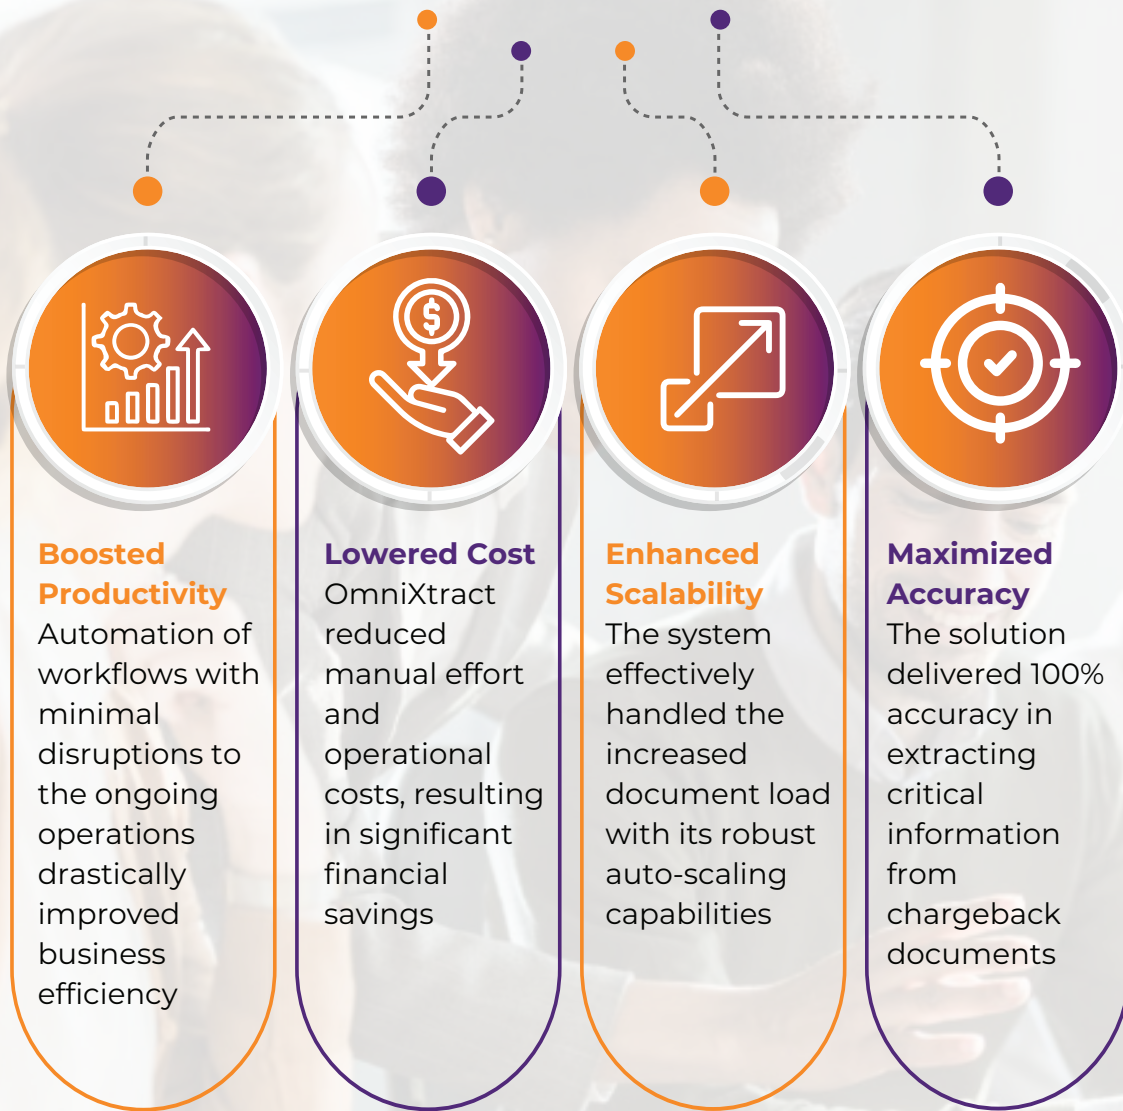 Boosted
Productivity
Automation of
workflows with
minimal
disruptions to
the ongoing
operations
drastically
improved
business
efficiency
Lowered Cost
OmniXtract
reduced
manual effort
and
operational
costs, resulting
in significant
financial
savings
Enhanced
Scalability
The system
effectively
handled the
increased
document load
with its robust
auto-scaling
capabilities
Maximized
Accuracy
The solution
delivered 100%
accuracy in
extracting
critical
information
from
chargeback
documents